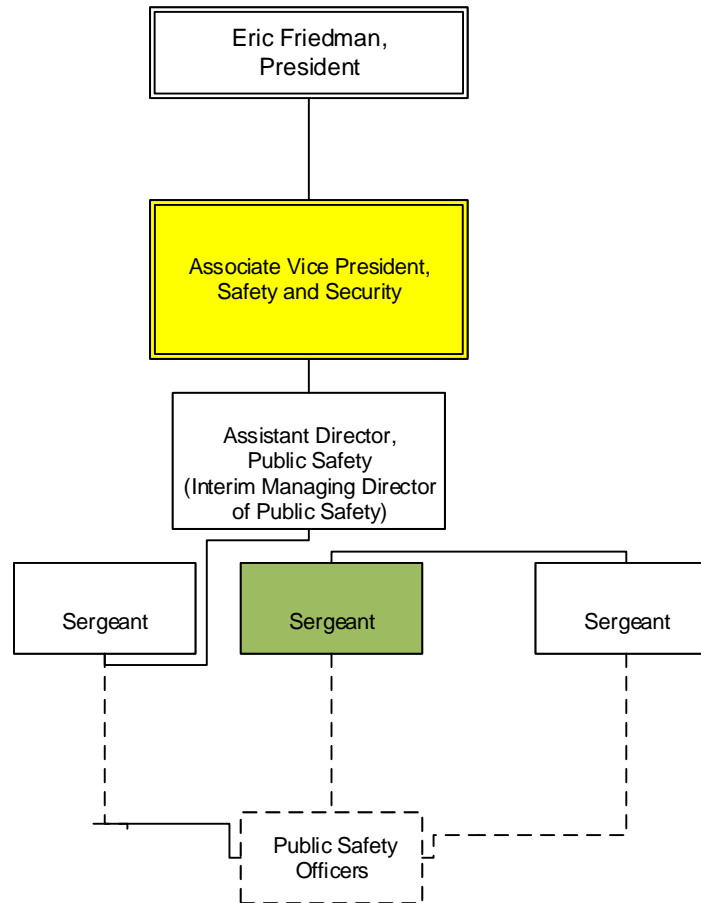 Eric Friedman,
President
Associate Vice President,
Safety and Security
Assistant Director,
Public Safety
(Interim Managing Director
of Public Safety)
Sergeant
Sergeant
Sergeant
Public Safety
Officers